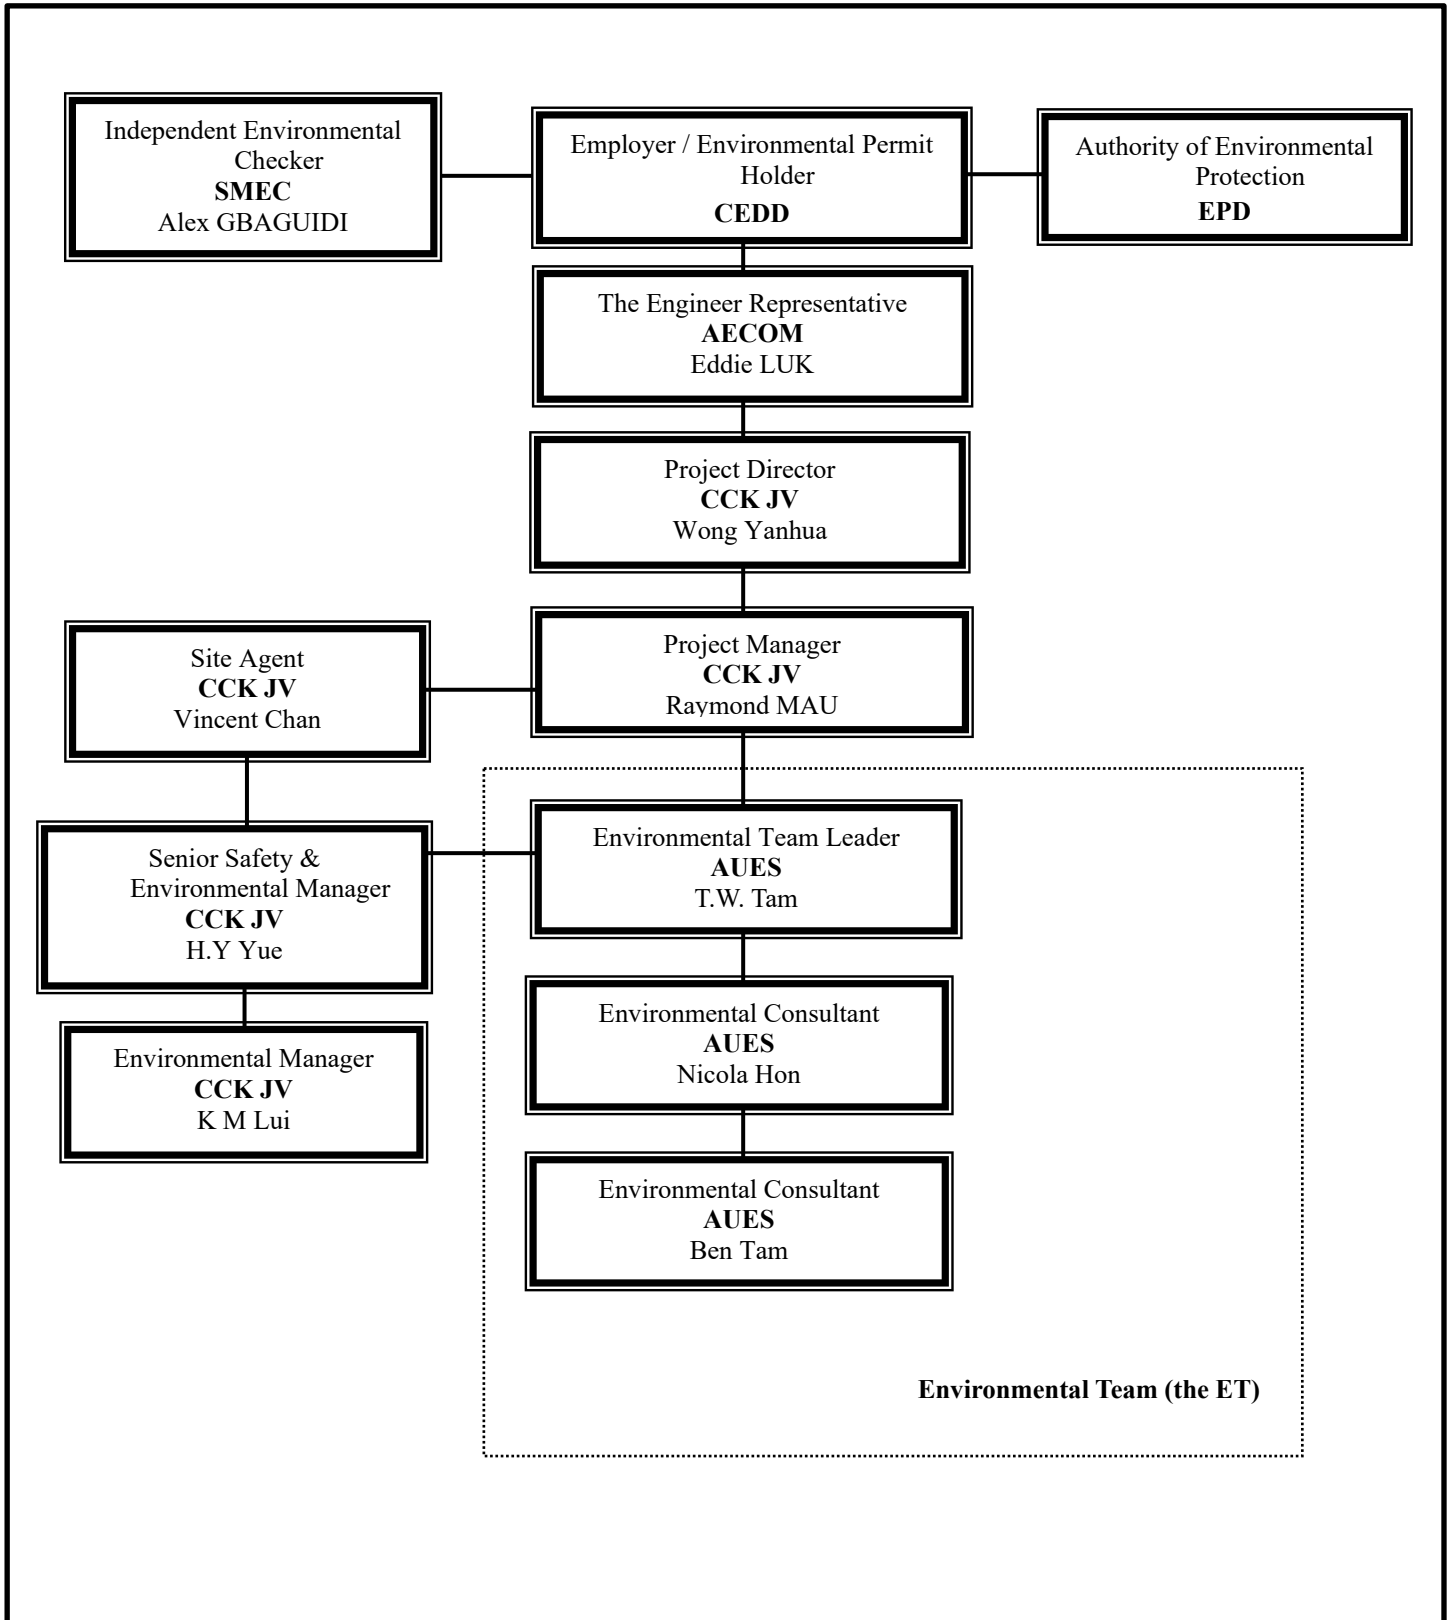 Independent Environmental
Checker
SMEC
Alex GBAGUIDI
Employer / Environmental Permit
Holder
CEDD
Authority of Environmental
Protection
EPD
The Engineer Representative
AECOM
Eddie LUK
Project Director
CCK JV
Wong Yanhua
Site Agent
CCK JV
Vincent Chan
Project Manager
CCK JV
Raymond MAU
Senior Safety &
Environmental Manager
CCK JV
H.Y Yue
Environmental Team Leader
AUES
T.W. Tam
Environmental Manager
CCK JV
K M Lui
Environmental Consultant
AUES
Nicola Hon
Environmental Consultant
AUES
Ben Tam
Environmental Team (the ET)